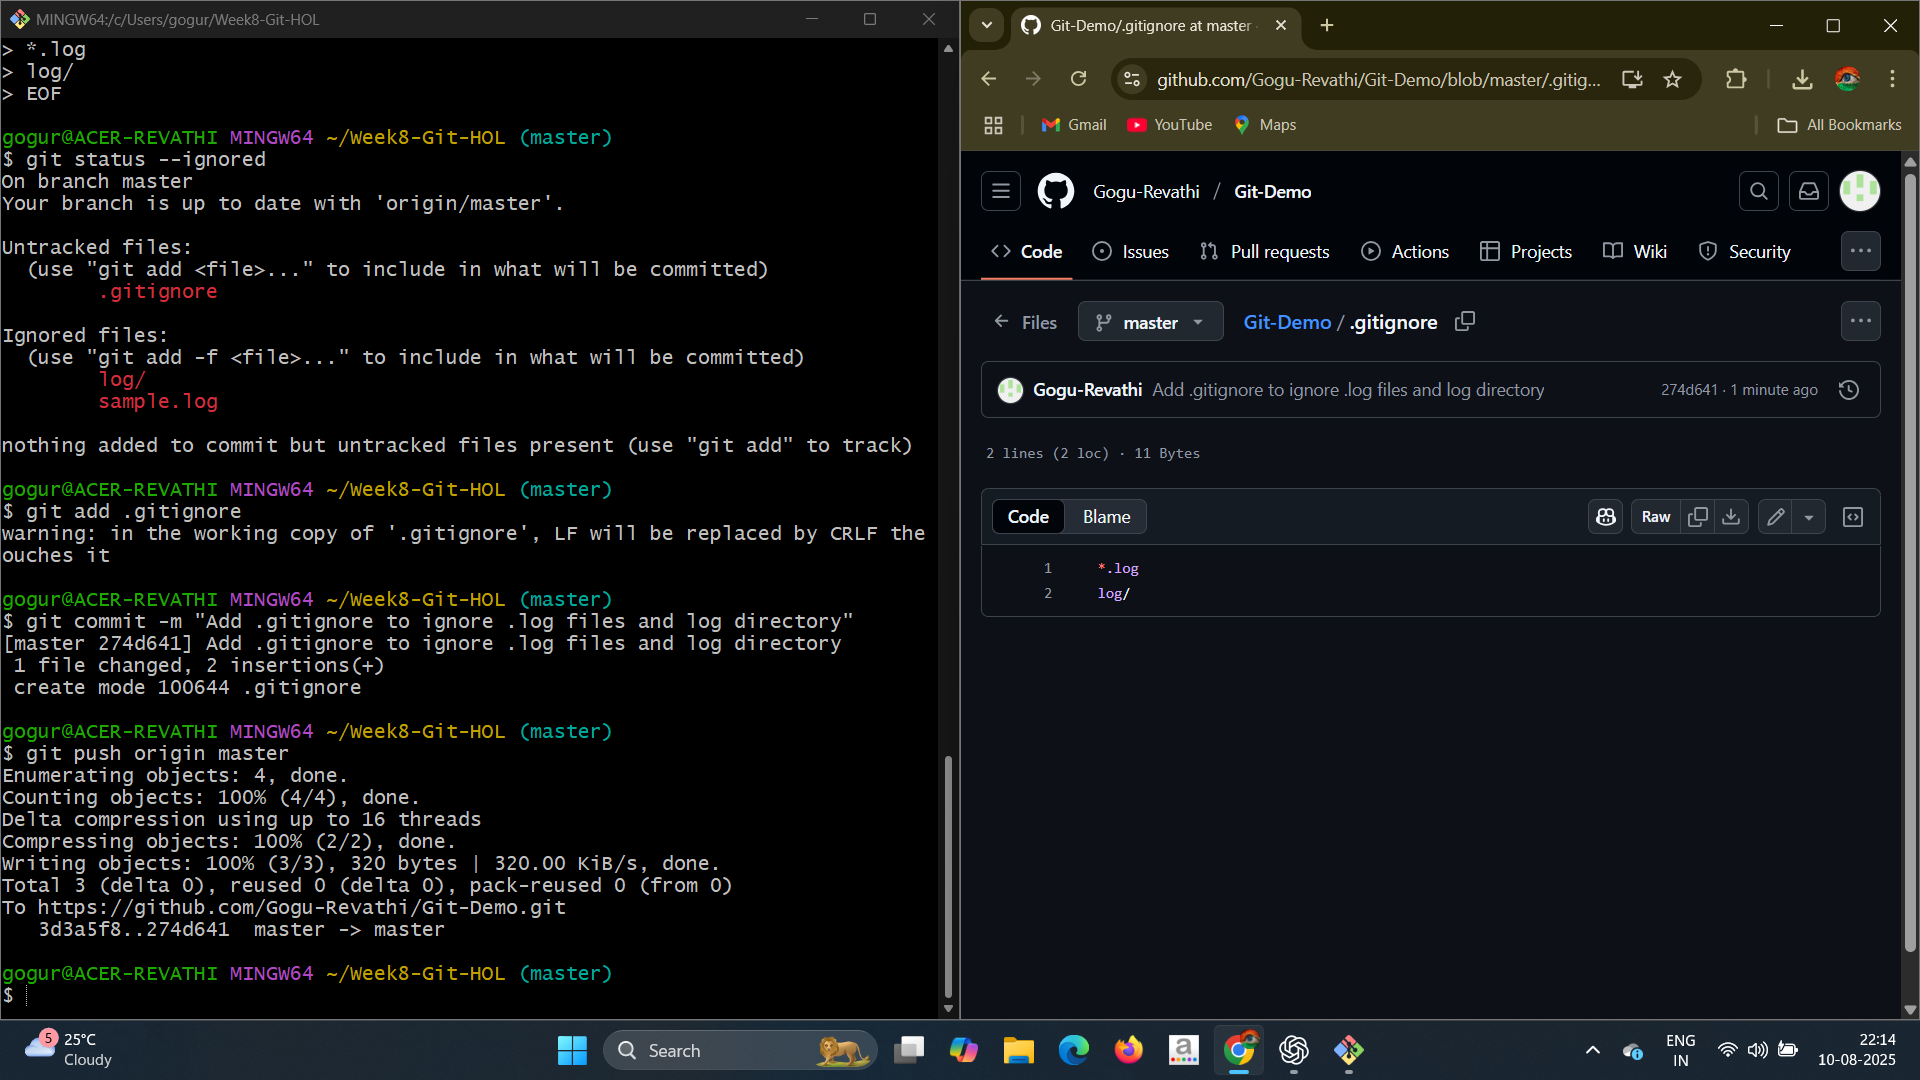 MINGW64:/c/Users/gogur/Week8-Git-HOL
> *.log
> log/
> EOF
gogur@ACER-REVATHI MINGW64 ~/Week8-Git-HOL (master)
$ git status --ignored
On branch master
Your branch is up to date with 'origin/master'.
Untracked files:
(use "git add <file>..." to include in what will be committed)
.gitignore
Ignored files:
(use "git add -f <file>..." to include in what will be committed)
log/
sample.log
nothing added to commit but untracked files present (use "git add" to track)
gogur@ACER-REVATHI MINGW64 ~/Week8-Git-HOL (master)
$ git add .gitignore
warning: in the working copy of '.gitignore', LF will be replaced by CRLF the
ouches it
gogur@ACER-REVATHI MINGW64 ~/Week8-Git-HOL (master)
$ git commit -m "Add .gitignore to ignore .log files and log directory"
[master 274d641] Add .gitignore to ignore .log files and log directory
1 file changed, 2 insertions(+)
create mode 100644 .gitignore
gogur@ACER-REVATHI MINGW64 ~/Week8-Git-HOL (master)
$ git push origin master
Enumerating objects: 4, done.
Counting objects: 100% (4/4), done.
Delta compression using up to 16 threads
Compressing objects: 100% (2/2), done.
Writing objects: 100% (3/3), 320 bytes | 320.00 KiB/s, done.
Total 3 (delta 0), reused 0 (delta 0), pack-reused 0 (from 0)
To https://github.com/Gogu-Revathi/Git-Demo.git
3d3a5f8..274d641 master -> master
gogur@ACER-REVATHI MINGW64 ~/Week8-Git-HOL (master)
$
Git-Demo/.gitignore at master
github.com/Gogu-Revathi/Git-Demo/blob/master/.gitig...
Gmail YouTube Maps All Bookmarks
Gogu-Revathi / Git-Demo
Code Issues Pull requests Actions Projects Wiki Security
Files master Git-Demo / .gitignore
Gogu-Revathi Add .gitignore to ignore .log files and log directory 274d641 · 1 minute ago
2 lines (2 loc) · 11 Bytes
Code Blame Raw
1 *.log
2 log/
5 25°C
Cloudy
Search
a
ENG
IN
22:14
10-08-2025